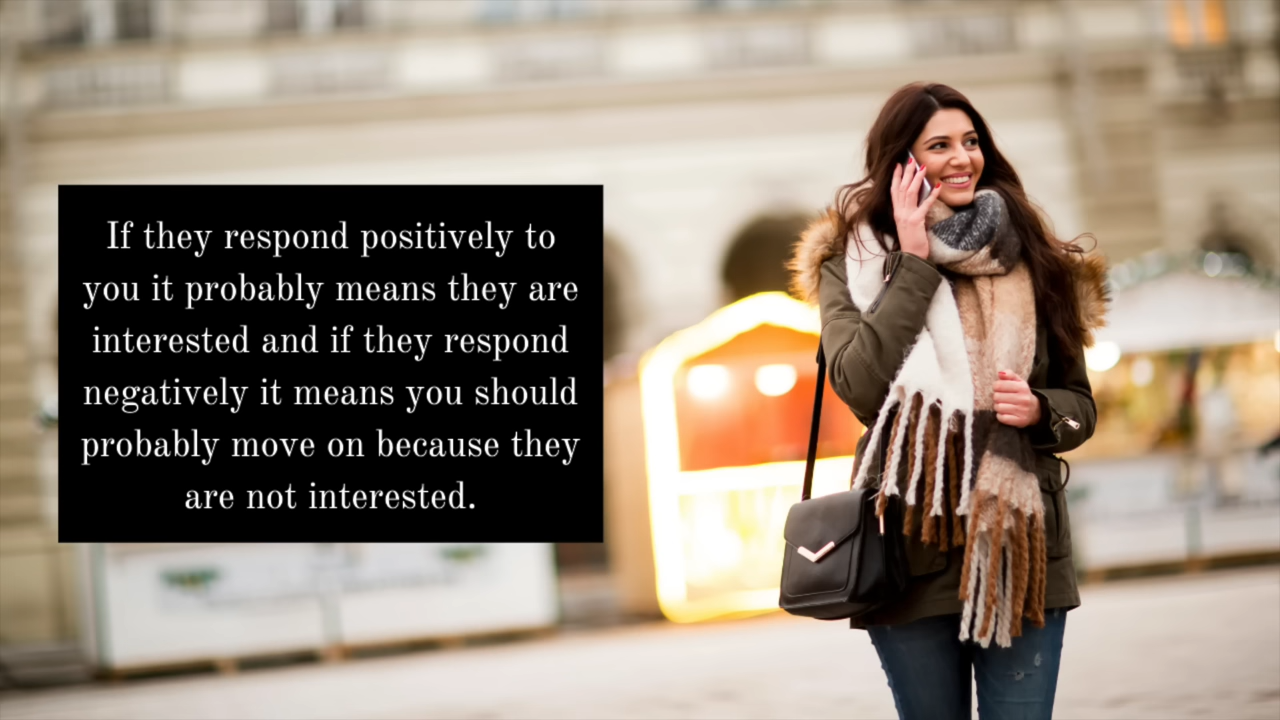 If they respond positively to
you it probably means they are
interested and if they respond
negatively it means you should
probably move on because they
are not interested.